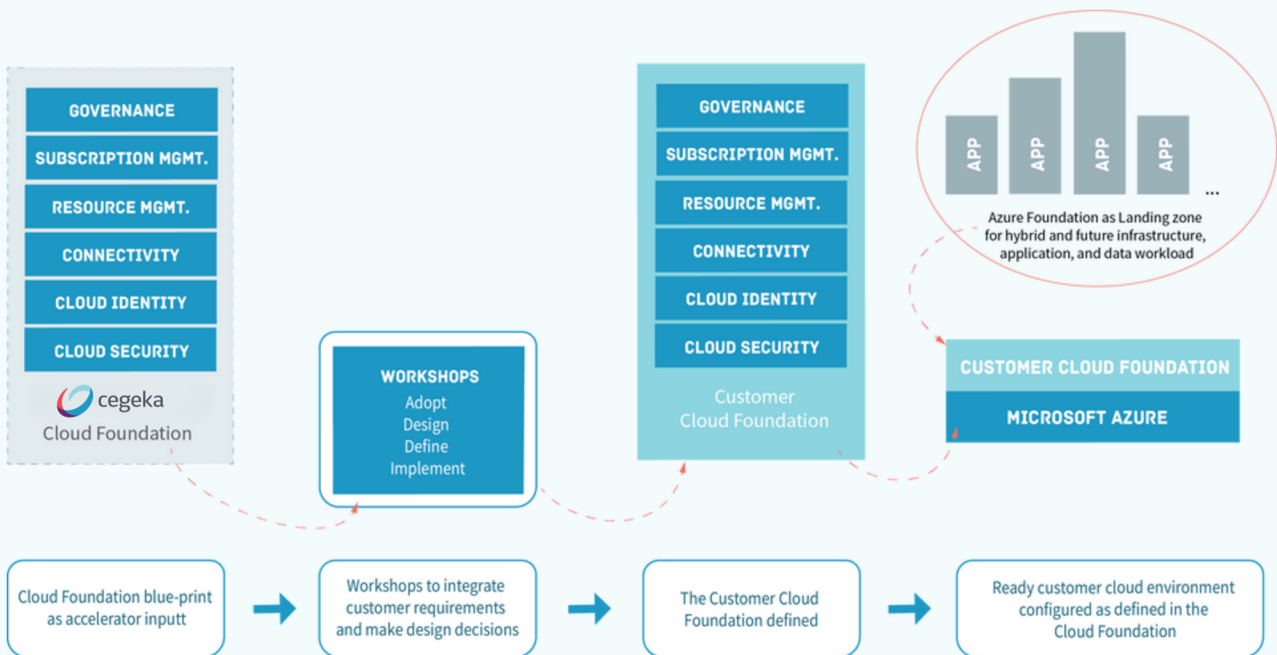 GOVERNANCE
SUBSCRIPTION MGMT.
RESOURCE MGMT.
CONNECTIVITY
CLOUD IDENTITY
CLOUD SECURITY
cegeka
Cloud Foundation
WORKSHOPS
Adopt
Design
Define
Implement
GOVERNANCE
SUBSCRIPTION MGMT.
RESOURCE MGMT.
CONNECTIVITY
CLOUD IDENTITY
CLOUD SECURITY
Customer
Cloud Foundation
APP
APP
APP
APP
...
Azure Foundation as Landing zone
for hybrid and future infrastructure,
application, and data workload
CUSTOMER CLOUD FOUNDATION
MICROSOFT AZURE
Cloud Foundation blue-print
as accelerator inputt
Workshops to integrate
customer requirements
and make design decisions
The Customer Cloud
Foundation defined
Ready customer cloud environment
configured as defined in the
Cloud Foundation